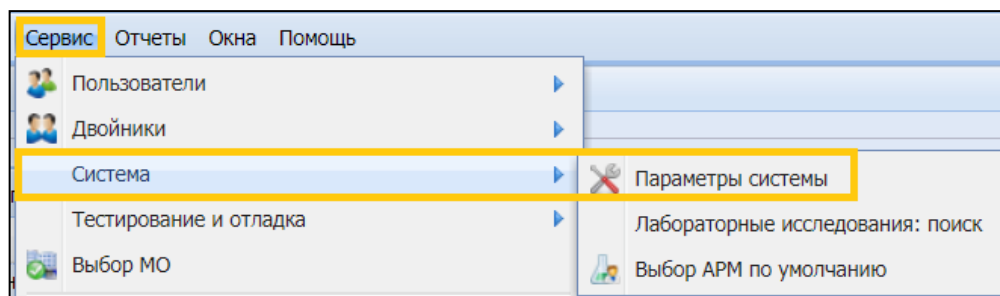 Сервис Отчеты Окна Помощь
Пользователи
Двойники
Система
Параметры системы
Тестирование и отладка
Лабораторные исследования: поиск
Выбор МО
Выбор АРМ по умолчанию